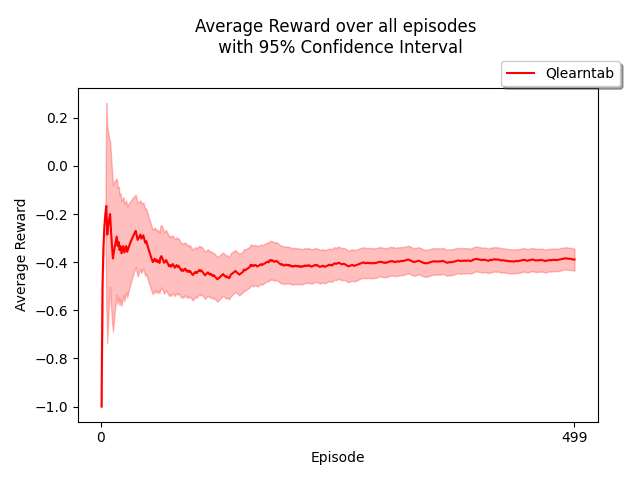 Average Reward over all episodes
with 95% Confidence Interval
Qlearntab
0.2
0.0
−0.2
−0.4
−0.6
−0.8
−1.0
Average Reward
0
499
Episode